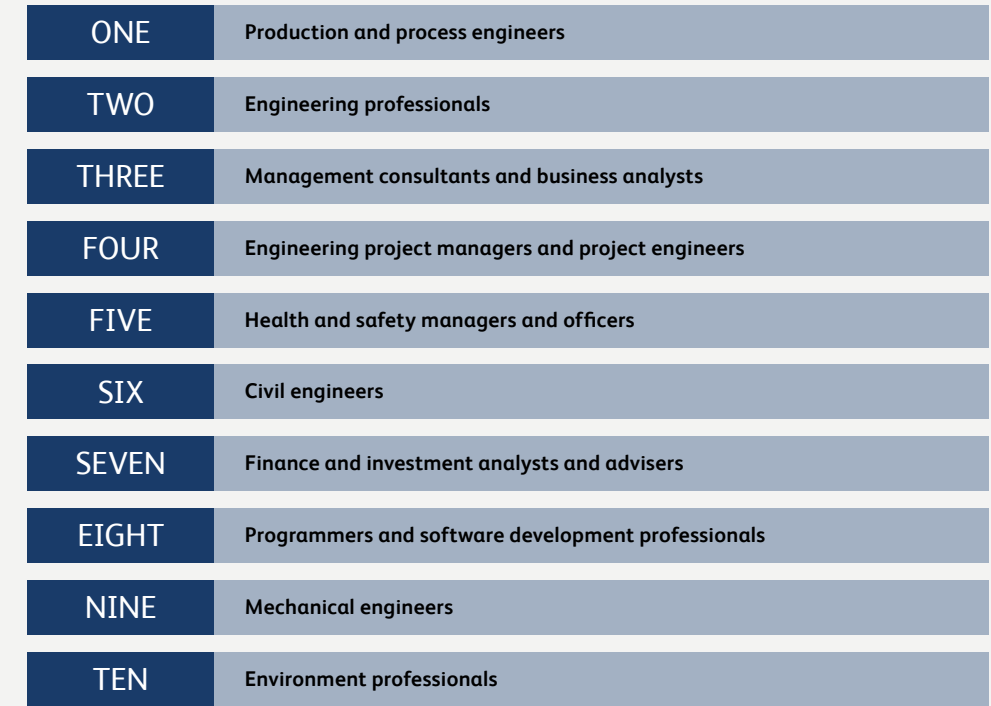 ONE Production and process engineers
TWO Engineering professionals
THREE Management consultants and business analysts
FOUR Engineering project managers and project engineers
FIVE Health and safety managers and officers
SIX Civil engineers
SEVEN Finance and investment analysts and advisers
EIGHT Programmers and software development professionals
NINE Mechanical engineers
TEN Environment professionals